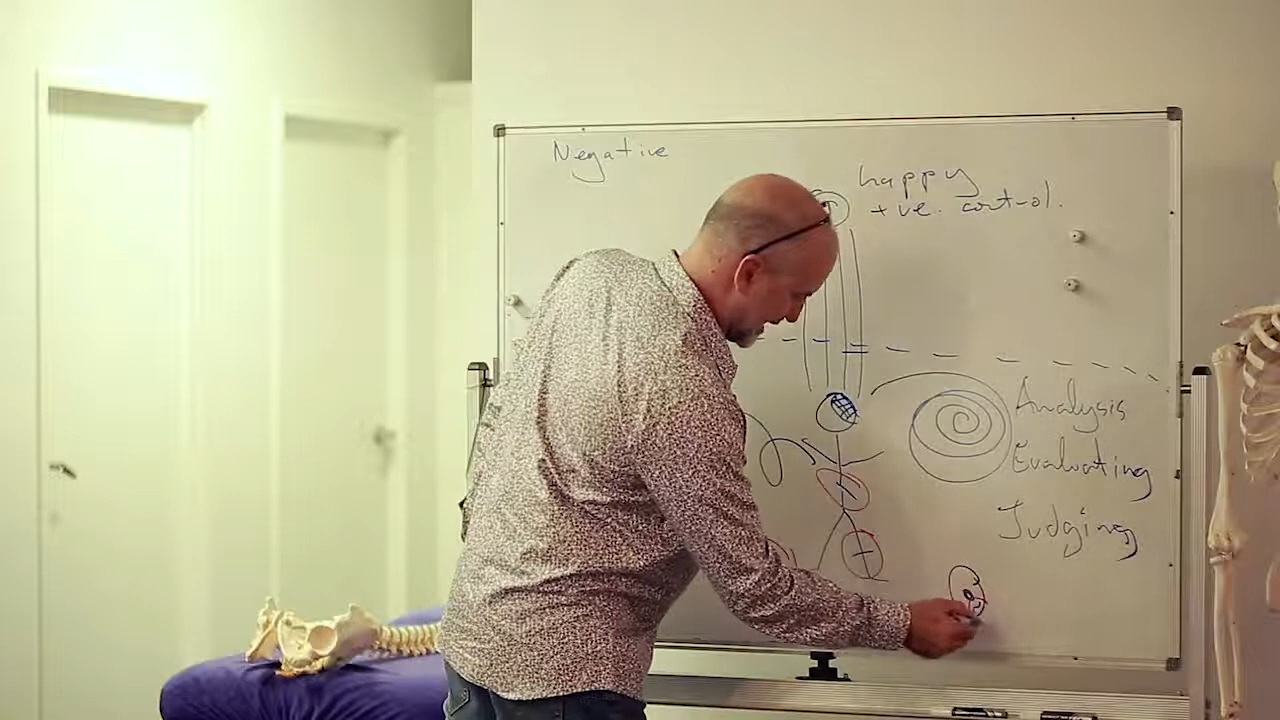 Negative
happy
+ve. control.
Analysis
Evaluating
Judging